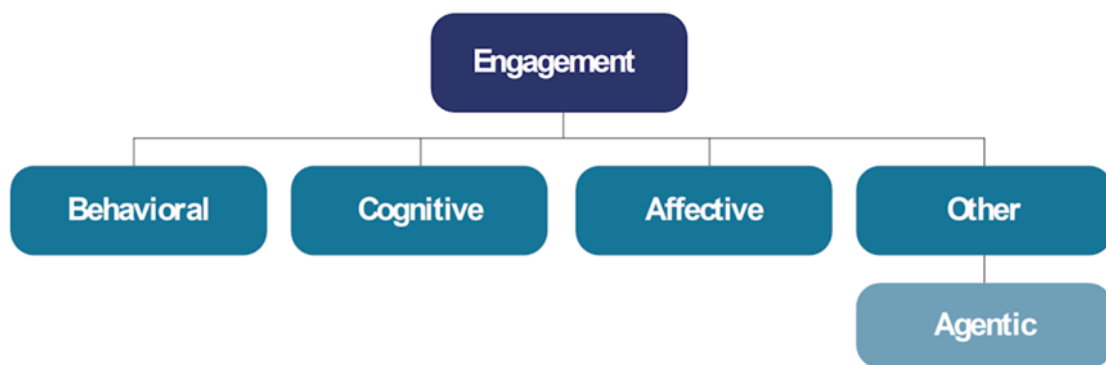 Engagement
Behavioral
Cognitive
Affective
Other
Agentic